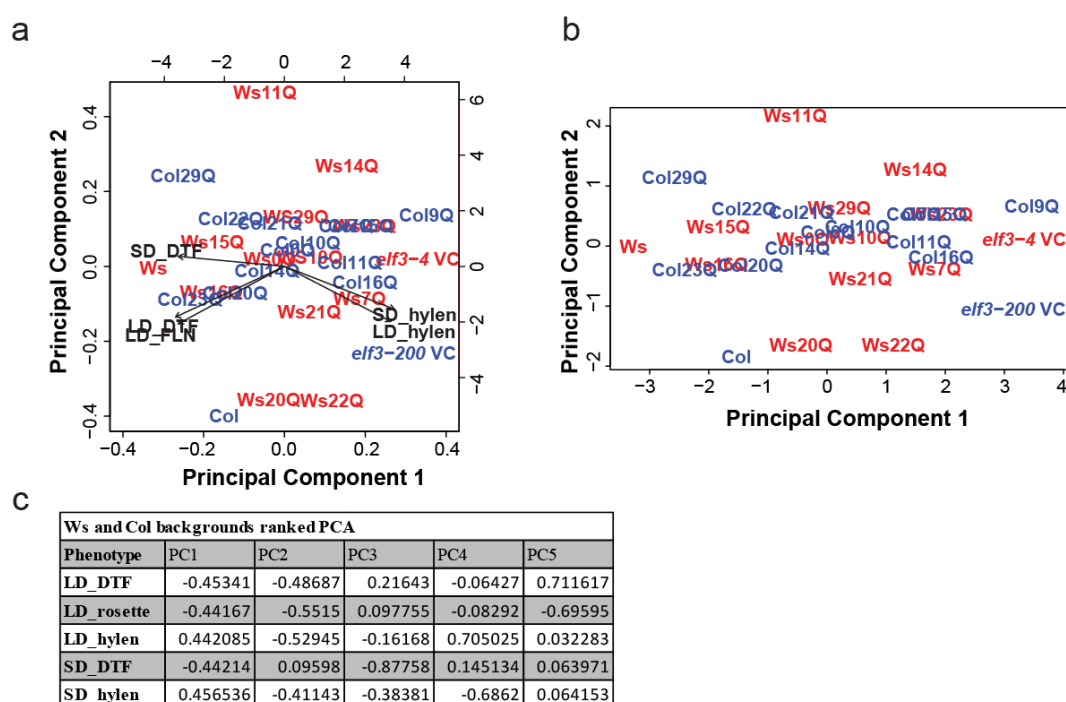 a
b
−4 −2 0 2 4
Ws11Q
6
0.4
Ws14Q
4
Col29Q
0.2
Col22Q Ws29Q Col9Q
2
Col21Q
Ws15Q Col10Q
SD_DTF
Ws Col11Q elf3−4 VC
0.0
0
Col14Q
Col16Q
Col23Q Col20Q Ws7Q
Ws21Q SD_hylen
LD_DTF
−2
LD_FLN LD_hylen
−0.2
elf3−200 VC
Ws20Q Ws22Q
−4
Col
−0.4
−0.4 −0.2 0.0 0.2 0.4
Principal Component 1
Principal Component 2
2
Ws11Q
Ws14Q
Col29Q
1
Col22Q Col21Q Ws29Q Col9Q
Ws15Q Col10Q
Ws Ws10Q Col11Q elf3−4 VC
0
Col14Q Col16Q
Col23Q Col20Q Ws7Q
Ws21Q
−1
elf3−200 VC
Ws20Q Ws22Q
Col
−2
−3 −2 −1 0 1 2 3 4
Principal Component 1
Principal Component 2
c
Ws and Col backgrounds ranked PCA
Phenotype PC1 PC2 PC3 PC4 PC5
LD_DTF -0.45341 -0.48687 0.21643 -0.06427 0.711617
LD_rosette -0.44167 -0.5515 0.097755 -0.08292 -0.69595
LD_hylen 0.442085 -0.52945 -0.16168 0.705025 0.032283
SD_DTF -0.44214 0.09598 -0.87758 0.145134 0.063971
SD_hylen 0.456536 -0.41143 -0.38381 -0.6862 0.064153